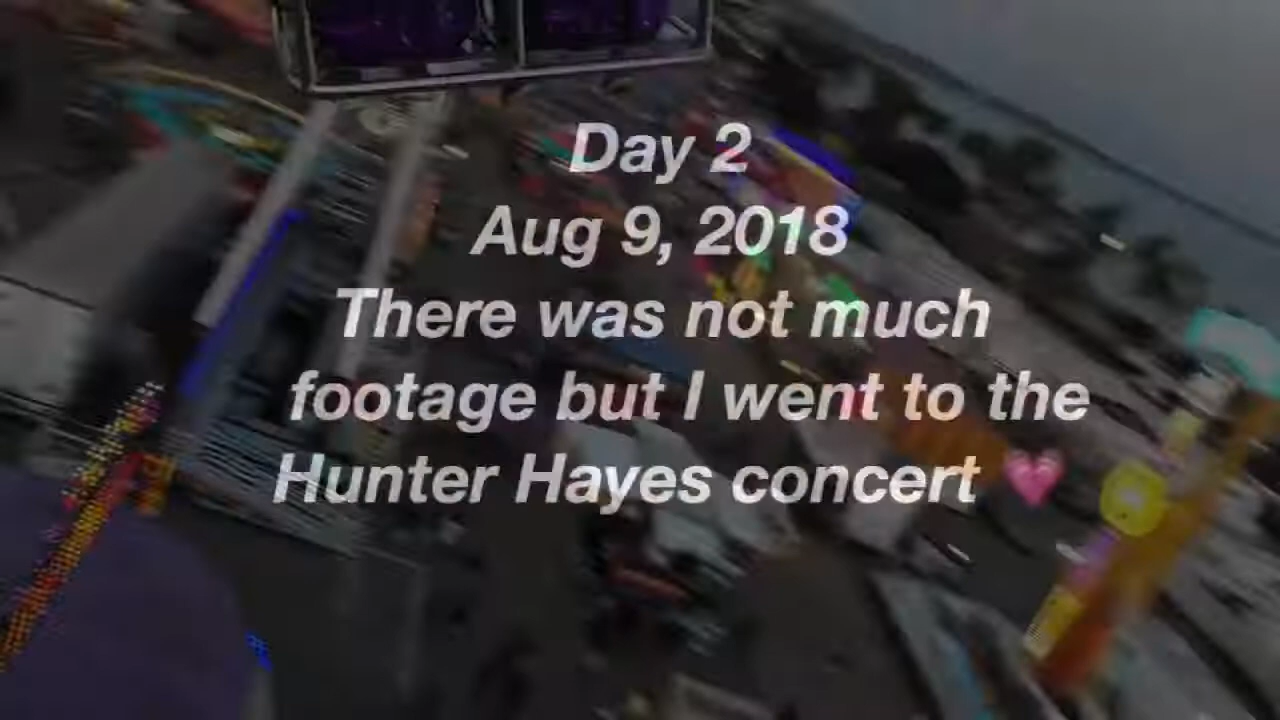 Day 2
Aug 9, 2018
There was not much
footage but I went to the
Hunter Hayes concert 💗